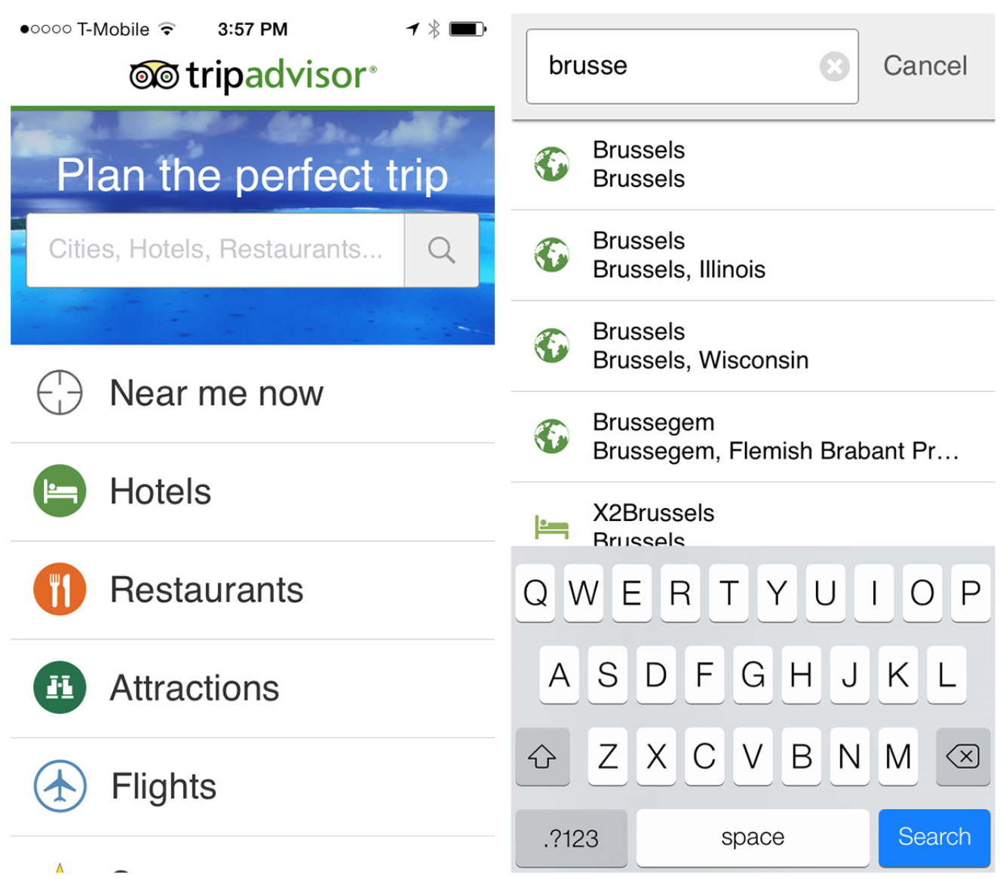 T-Mobile 3:57 PM
tripadvisor®
Plan the perfect trip
Cities, Hotels, Restaurants...
Near me now
Hotels
Restaurants
Attractions
Flights
brusse Cancel
Brussels
Brussels
Brussels
Brussels, Illinois
Brussels
Brussels, Wisconsin
Brussegem
Brussegem, Flemish Brabant Pr...
X2Brussels
Brussels
Q W E R T Y U I O P
A S D F G H J K L
Z X C V B N M
.?123 space Search